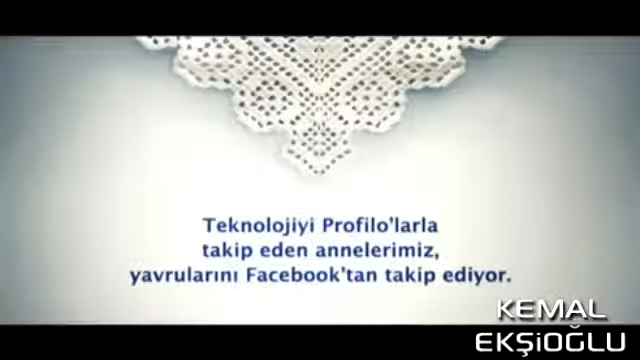 Teknolojiyi Profilo'larla
takip eden annelerimiz,
yavrularını Facebook'tan takip ediyor.
KEMAL
EKŞİOĞLU